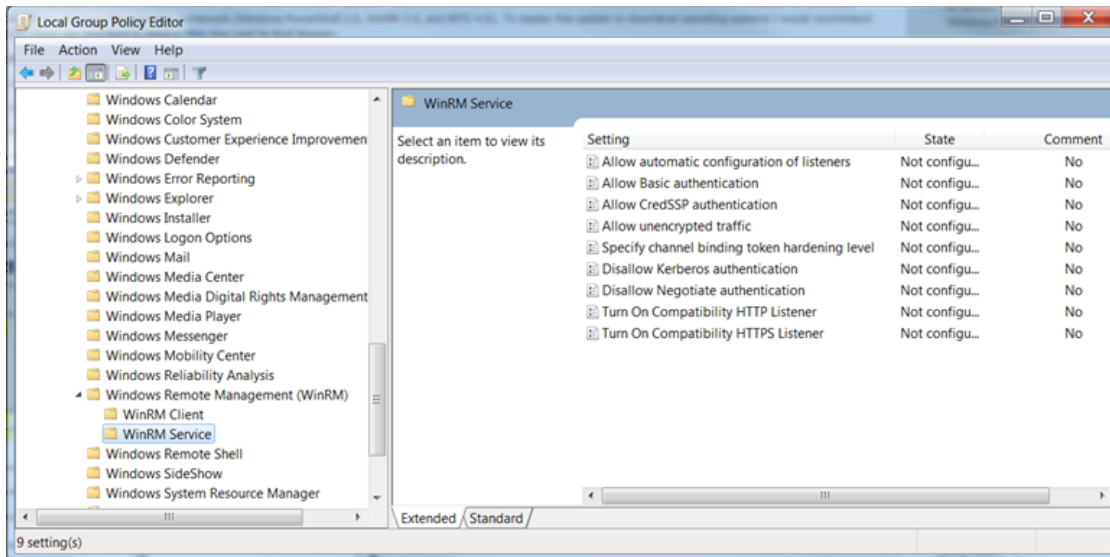 Local Group Policy Editor
File Action View Help
Windows Calendar
Windows Color System
Windows Customer Experience Improvemen
Windows Defender
Windows Error Reporting
Windows Explorer
Windows Installer
Windows Logon Options
Windows Mail
Windows Media Center
Windows Media Digital Rights Management
Windows Media Player
Windows Messenger
Windows Mobility Center
Windows Reliability Analysis
Windows Remote Management (WinRM)
WinRM Client
WinRM Service
Windows Remote Shell
Windows SideShow
Windows System Resource Manager
WinRM Service
Select an item to view its
description.
Setting State Comment
Allow automatic configuration of listeners Not configu... No
Allow Basic authentication Not configu... No
Allow CredSSP authentication Not configu... No
Allow unencrypted traffic Not configu... No
Specify channel binding token hardening level Not configu... No
Disallow Kerberos authentication Not configu... No
Disallow Negotiate authentication Not configu... No
Turn On Compatibility HTTP Listener Not configu... No
Turn On Compatibility HTTPS Listener Not configu... No
Extended Standard
9 setting(s)